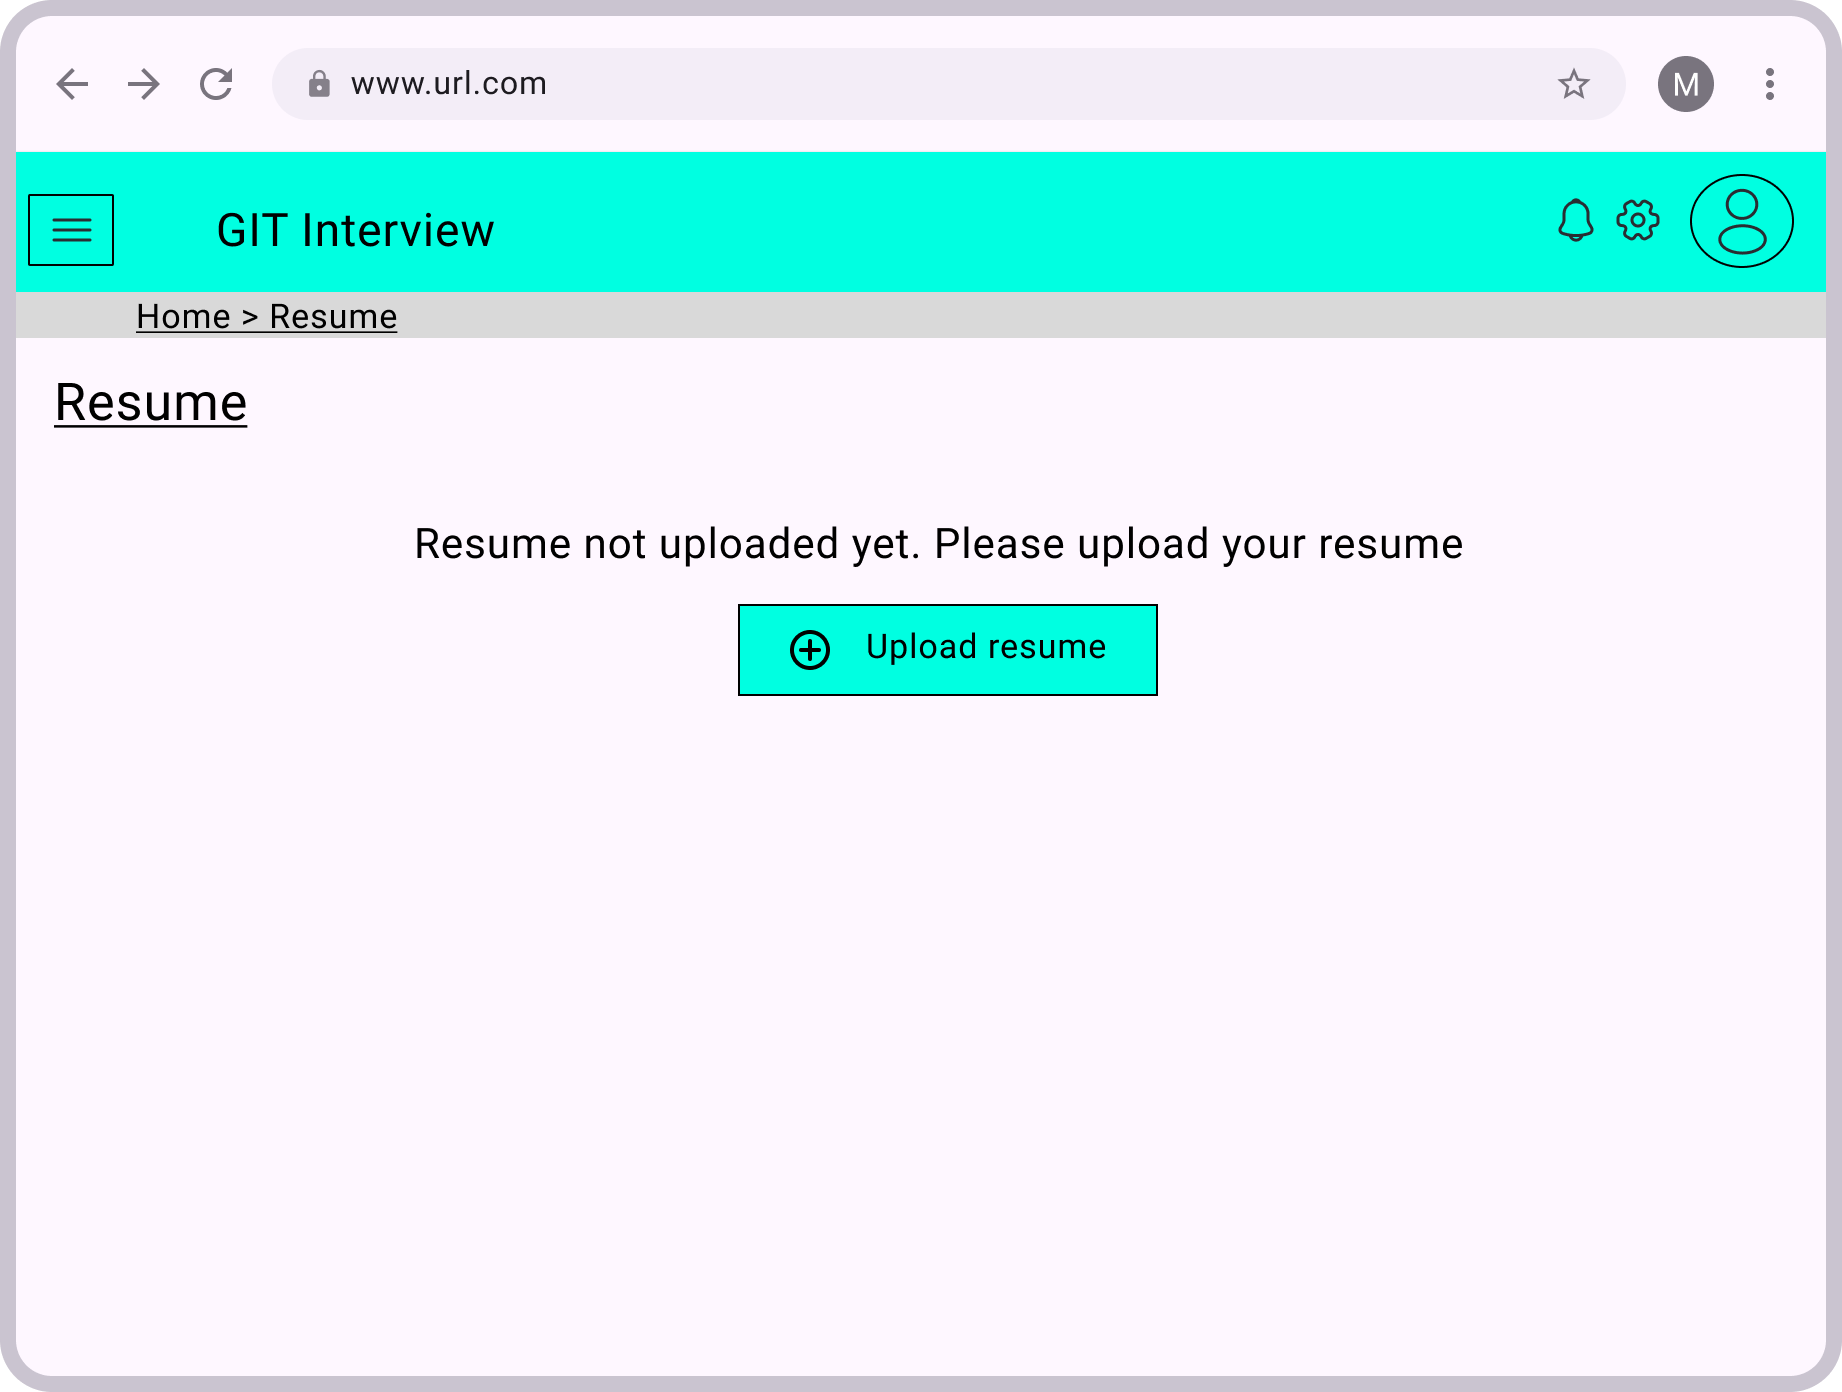 www.url.com
M
GIT Interview
Home > Resume
Resume
Resume not uploaded yet. Please upload your resume
Upload resume